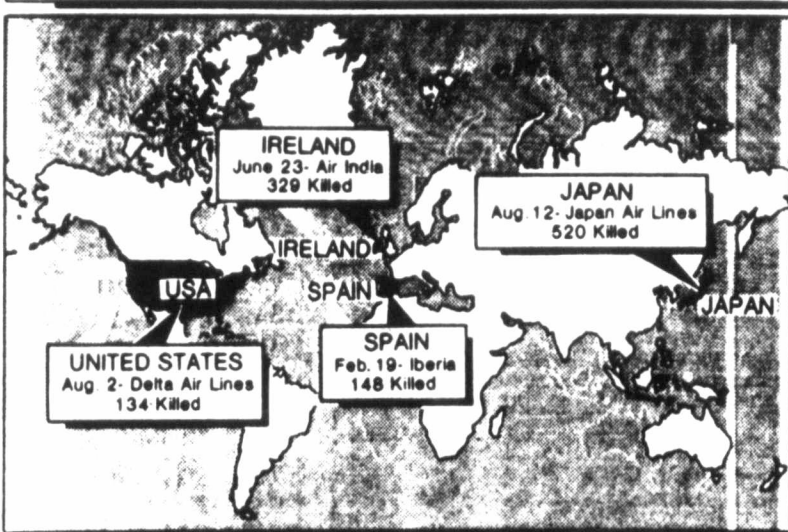 IRELAND
June 23- Air India
329 Killed
JAPAN
Aug. 12- Japan Air Lines
520 Killed
IRELAND
USA
SPAIN
JAPAN
UNITED STATES
Aug. 2- Delta Air Lines
134 Killed
SPAIN
Feb. 19- Iberia
148 Killed